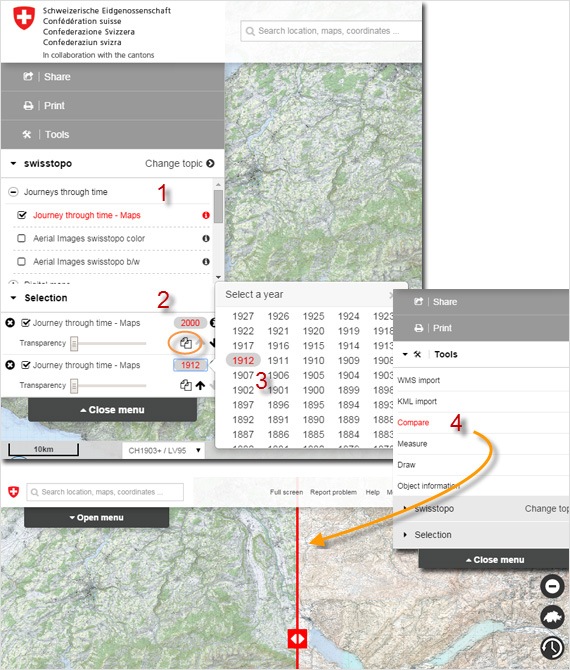 Schweizerische Eidgenossenschaft
Confédération suisse
Confederazione Svizzera
Confederaziun svizra
In collaboration with the cantons
Search location, maps, coordinates ...
Share
Print
Tools
swisstopo Change topic
Journeys through time 1
Journey through time - Maps
Aerial Images swisstopo color
Aerial Images swisstopo b/w
Selection 2
Journey through time - Maps 2000
Transparency
Journey through time - Maps 1912
Transparency
Close menu
10km
CH1903+ / LV95
Select a year
1927 1926 1925 1924 1923
1922 1921 1920 1919 1918
1917 1916 1915 1914 1913
1912 1911 1910 1909 1908
1907 1906 1905 1904 1903
3
1902 1901 1900 1899 1898
1897 1896 1895 1894 1893
1892 1891 1890 1889 1888
1887 1886 1885 1884 1883
Share
Print
Tools
WMS import
KML import
Compare 4
Measure
Draw
Object information
swisstopo Change top
Selection
Close menu
Search location, maps, coordinates ...
Full screen Report problem Help
Open menu